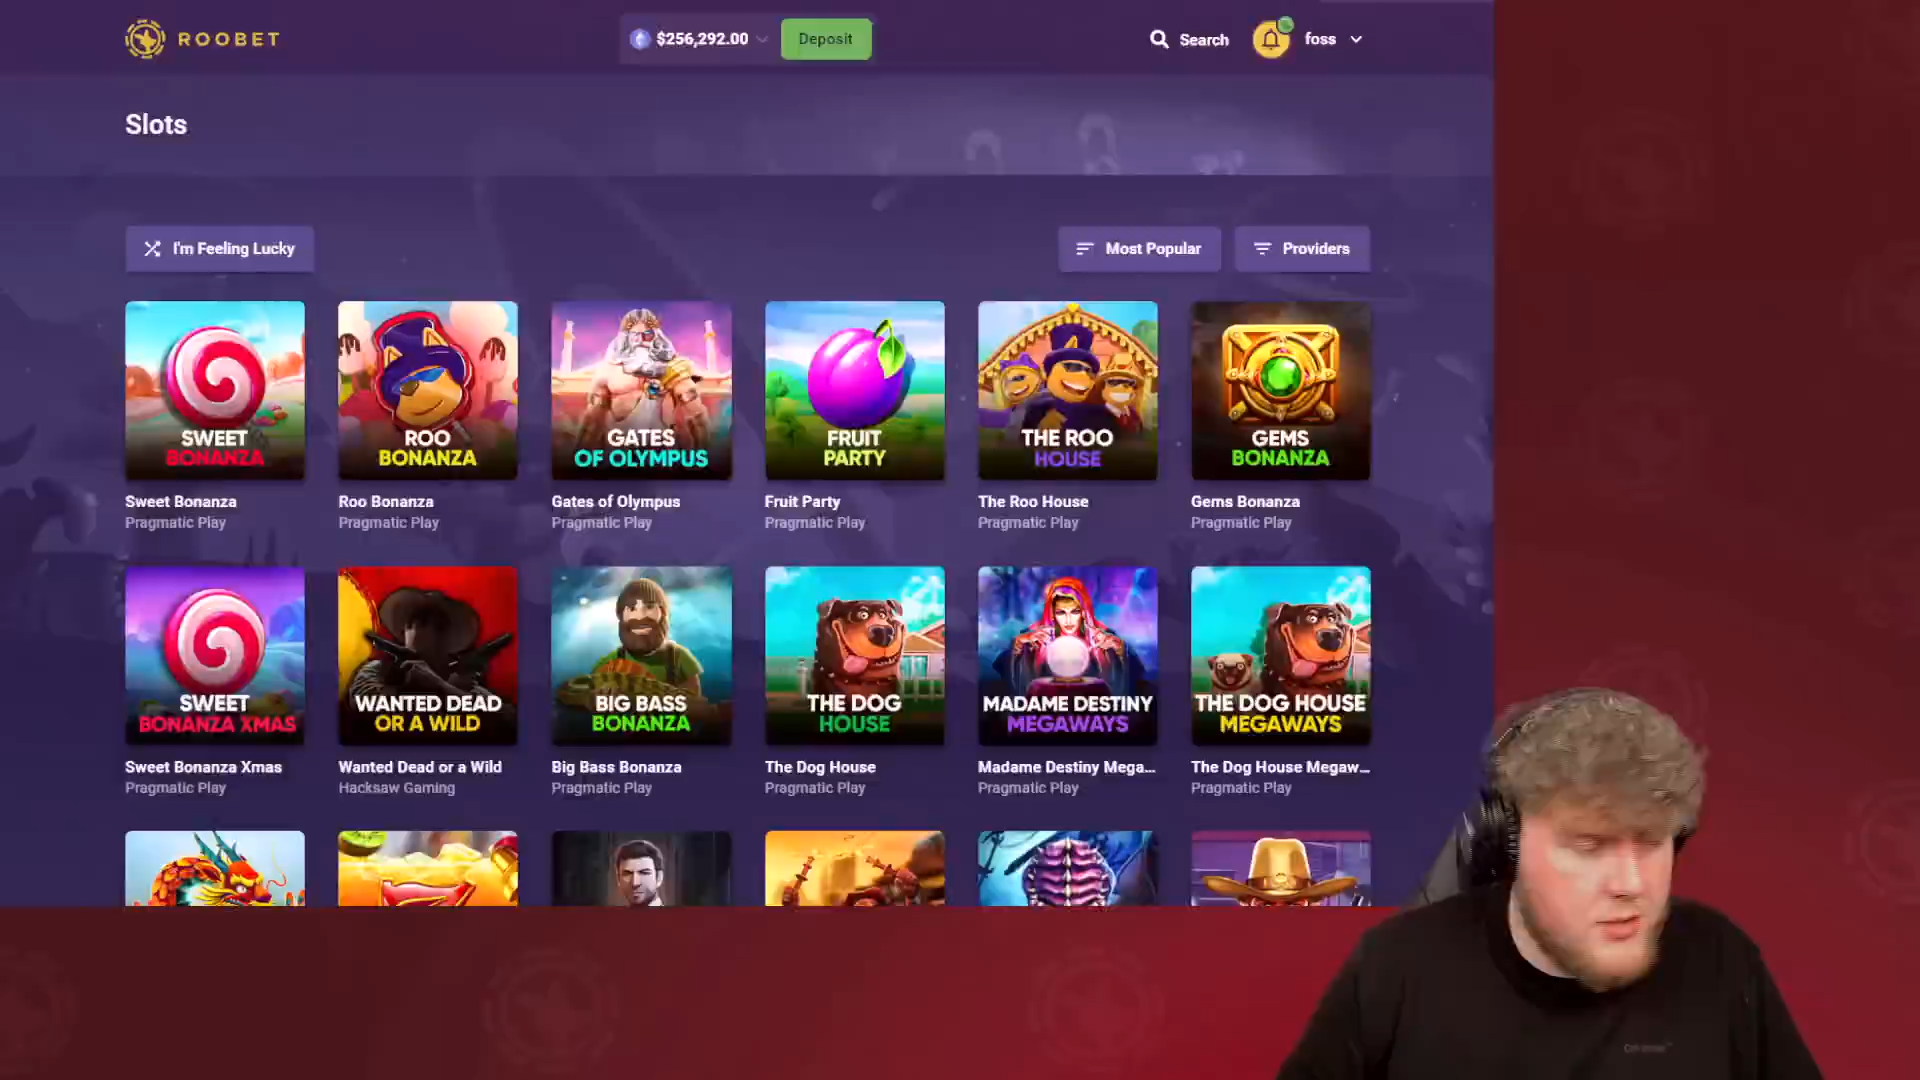 ROOBET
$256,292.00
Deposit
Search
foss
Slots
I'm Feeling Lucky
Most Popular
Providers
SWEET
BONANZA
ROO
BONANZA
GATES
OF OLYMPUS
FRUIT
PARTY
THE ROO
HOUSE
GEMS
BONANZA
Sweet Bonanza
Pragmatic Play
Roo Bonanza
Pragmatic Play
Gates of Olympus
Pragmatic Play
Fruit Party
Pragmatic Play
The Roo House
Pragmatic Play
Gems Bonanza
Pragmatic Play
SWEET
BONANZA XMAS
WANTED DEAD
OR A WILD
BIG BASS
BONANZA
THE DOG
HOUSE
MADAME DESTINY
MEGAWAYS
THE DOG HOUSE
MEGAWAYS
Sweet Bonanza Xmas
Pragmatic Play
Wanted Dead or a Wild
Hacksaw Gaming
Big Bass Bonanza
Pragmatic Play
The Dog House
Pragmatic Play
Madame Destiny Mega...
Pragmatic Play
The Dog House Megaw...
Pragmatic Play